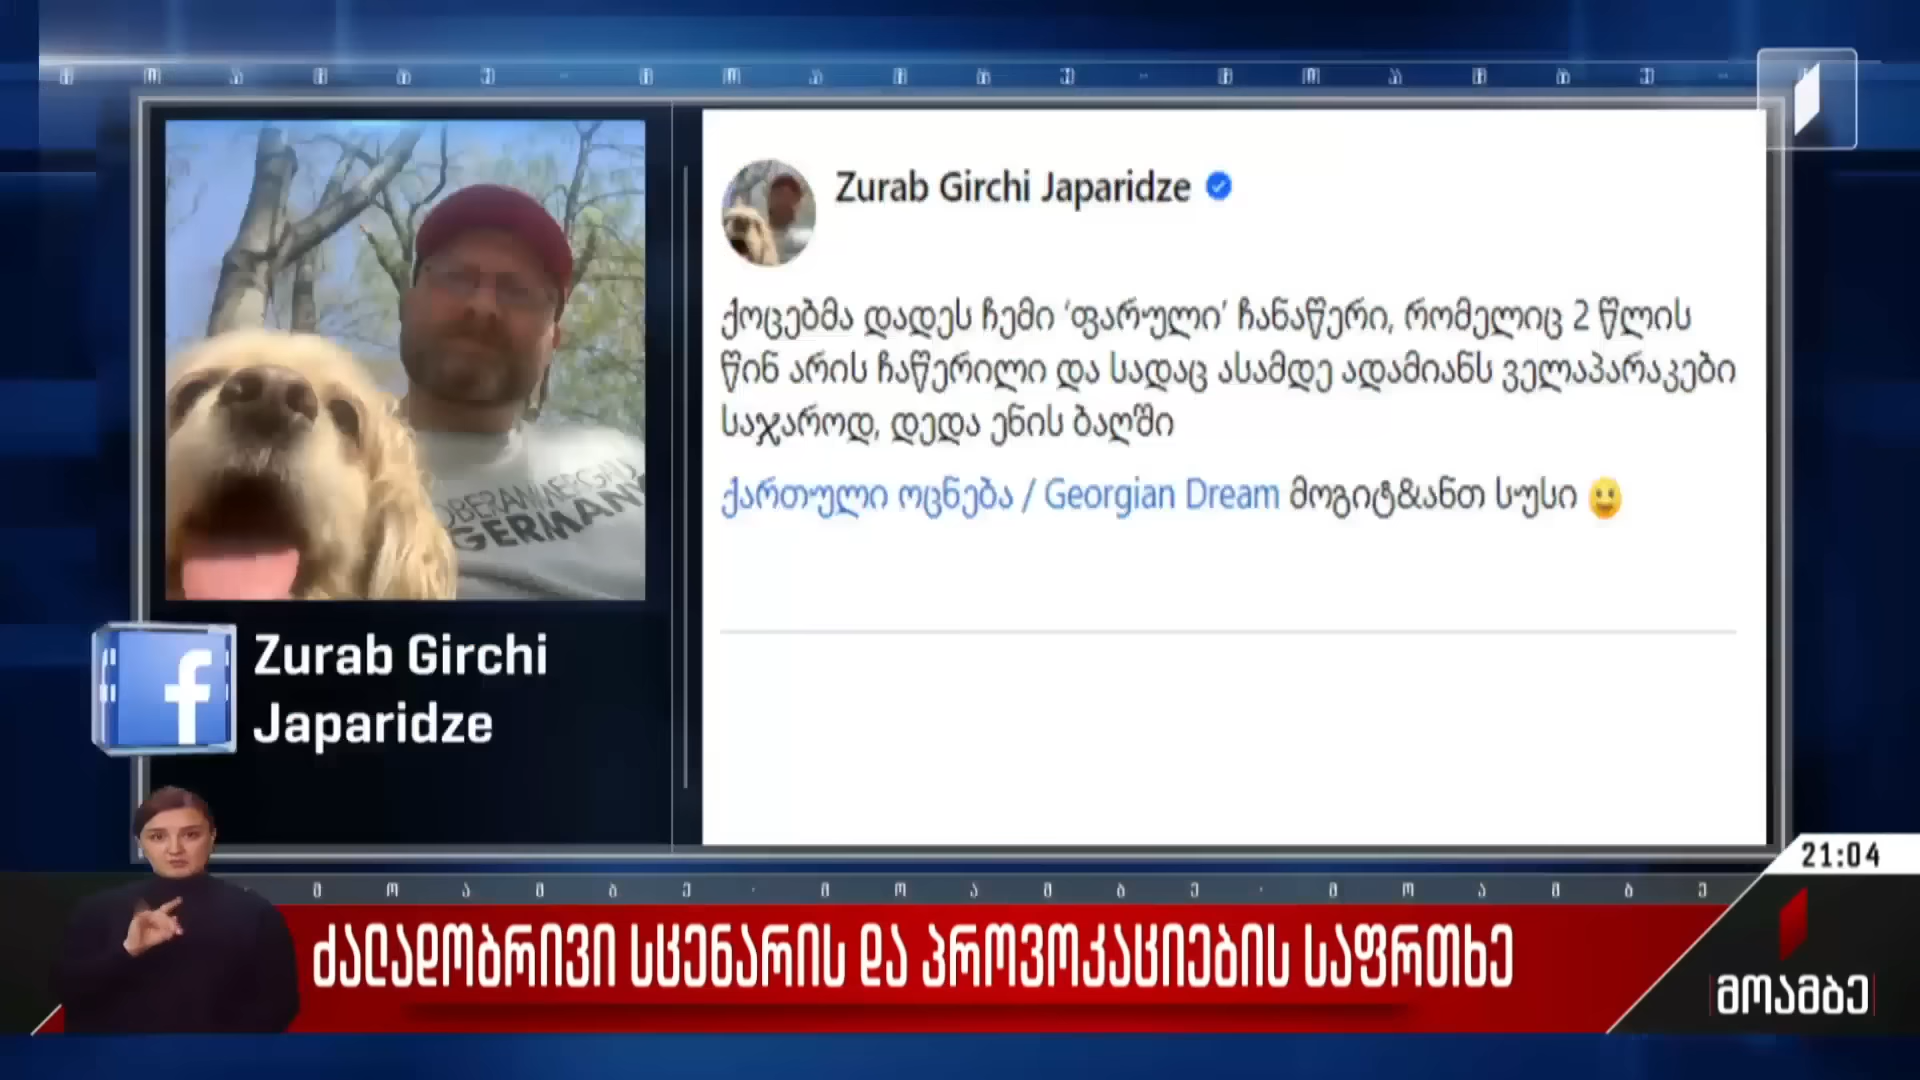 მ ო ა მ ბ ე - მ ო ა მ ბ ე - მ ო ა მ ბ ე -
Zurab Girchi Japaridze
ქოცებმა დადეს ჩემი ‘ფარული’ ჩანაწერი, რომელიც 2 წლის
წინ არის ჩაწერილი და სადაც ასამდე ადამიანს ველაპარაკები
საჯაროდ, დედა ენის ბაღში
ქართული ოცნება / Georgian Dream მოგიტ&ანთ სუსი
GERMANY
Zurab Girchi
Japaridze
21:04
მ ო ა მ ბ ე · მ ო ა მ ბ ე · მ ო ა მ ბ ე
ძალადობრივი სცენარის და პროვოკაციების საფრთხე
მოამბე